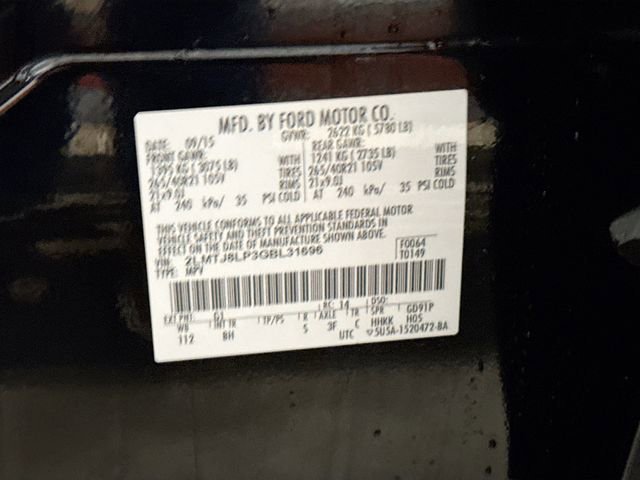 MFD. BY FORD MOTOR CO.
DATE: 09/15 GVWR: 2622 KG ( 5780 LB)
FRONT GAWR: REAR GAWR:
1395 KG ( 3075 LB) WITH 1241 KG ( 2735 LB) WITH
265/40R21 105V TIRES 265/40R21 105V TIRES
21x9.0J RIMS 21x9.0J RIMS
AT 240 kPa/ 35 PSI COLD AT 240 kPa/ 35 PSI COLD
THIS VEHICLE CONFORMS TO ALL APPLICABLE FEDERAL MOTOR
VEHICLE SAFETY AND THEFT PREVENTION STANDARDS IN
EFFECT ON THE DATE OF MANUFACTURE SHOWN ABOVE.
VIN: 2LMTJ8LP3GBL31696 F0064
TYPE: MPV T0149
EXT PNT: G1 RC: 14 DSO:
WB INT TR TP/PS R AXLE TR SPR GD91P
112 BH 5 3F C HHKK H05
UTC 5U5A-1520472-BA